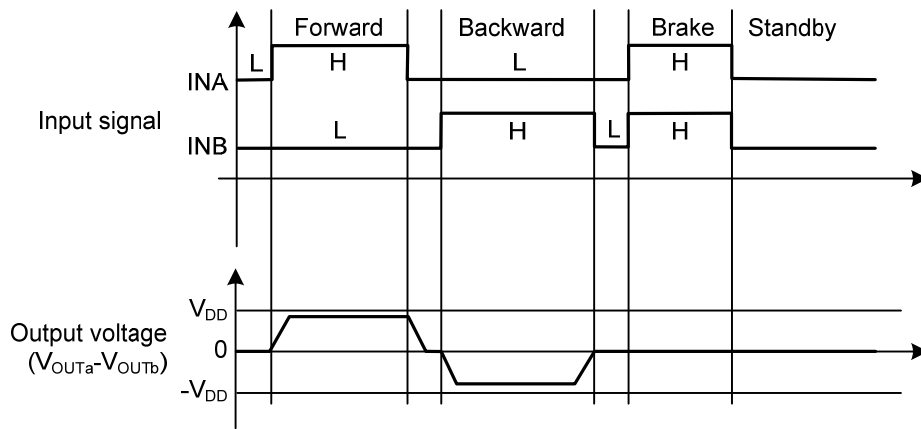 Forward Backward Brake Standby
L H L H
INA
Input signal
L H L H
INB
V_DD
Output voltage 0
(V_OUTa-V_OUTb)
-V_DD